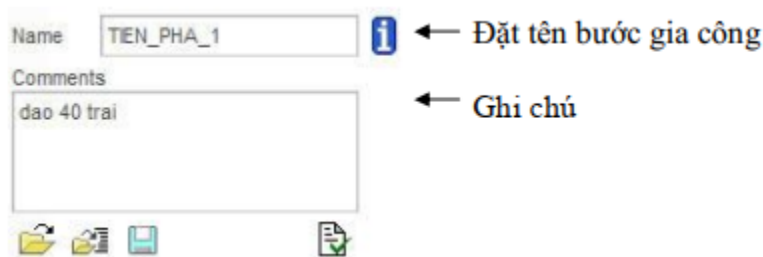 Name TIEN_PHA_1 Đặt tên bước gia công
Comments
dao 40 trai Ghi chú